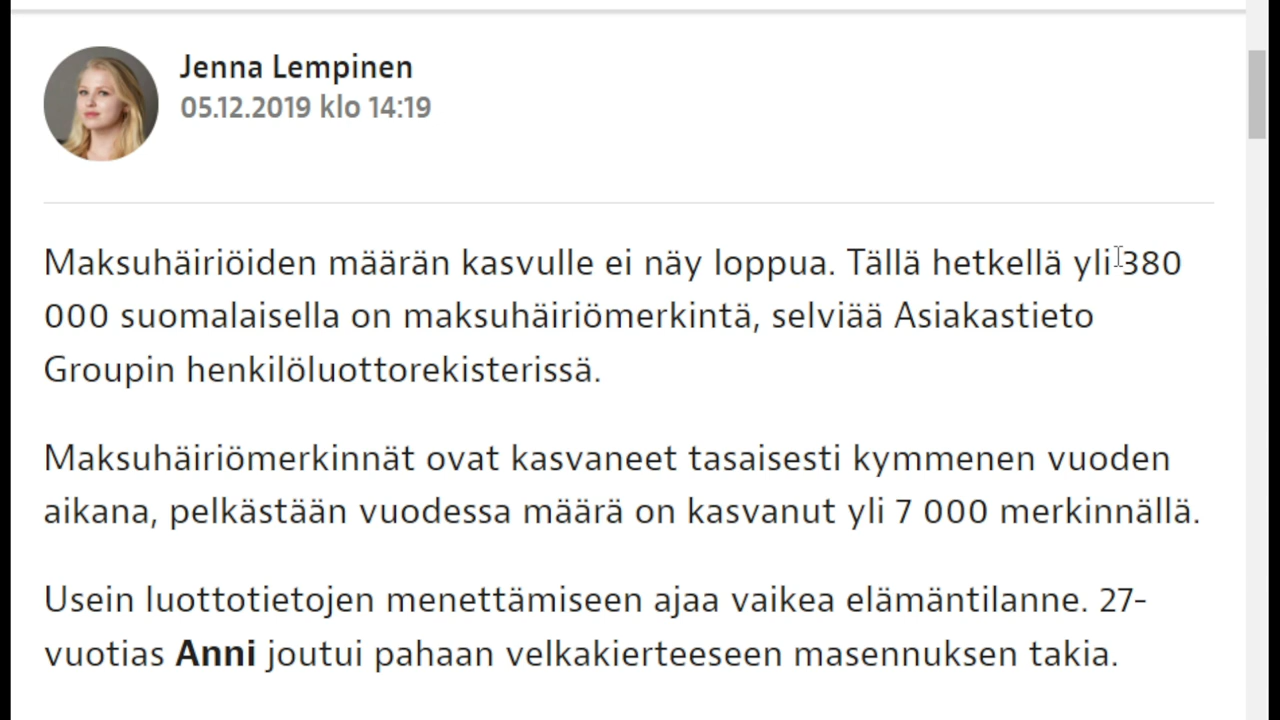 Jenna Lempinen
05.12.2019 klo 14:19
Maksuhäiriöiden määrän kasvulle ei näy loppua. Tällä hetkellä yli 380
000 suomalaisella on maksuhäiriömerkintä, selviää Asiakastieto
Groupin henkilöluottorekisterissä.
Maksuhäiriömerkinnät ovat kasvaneet tasaisesti kymmenen vuoden
aikana, pelkästään vuodessa määrä on kasvanut yli 7 000 merkinnällä.
Usein luottotietojen menettämiseen ajaa vaikea elämäntilanne. 27-
vuotias Anni joutui pahaan velkakierteeseen masennuksen takia.